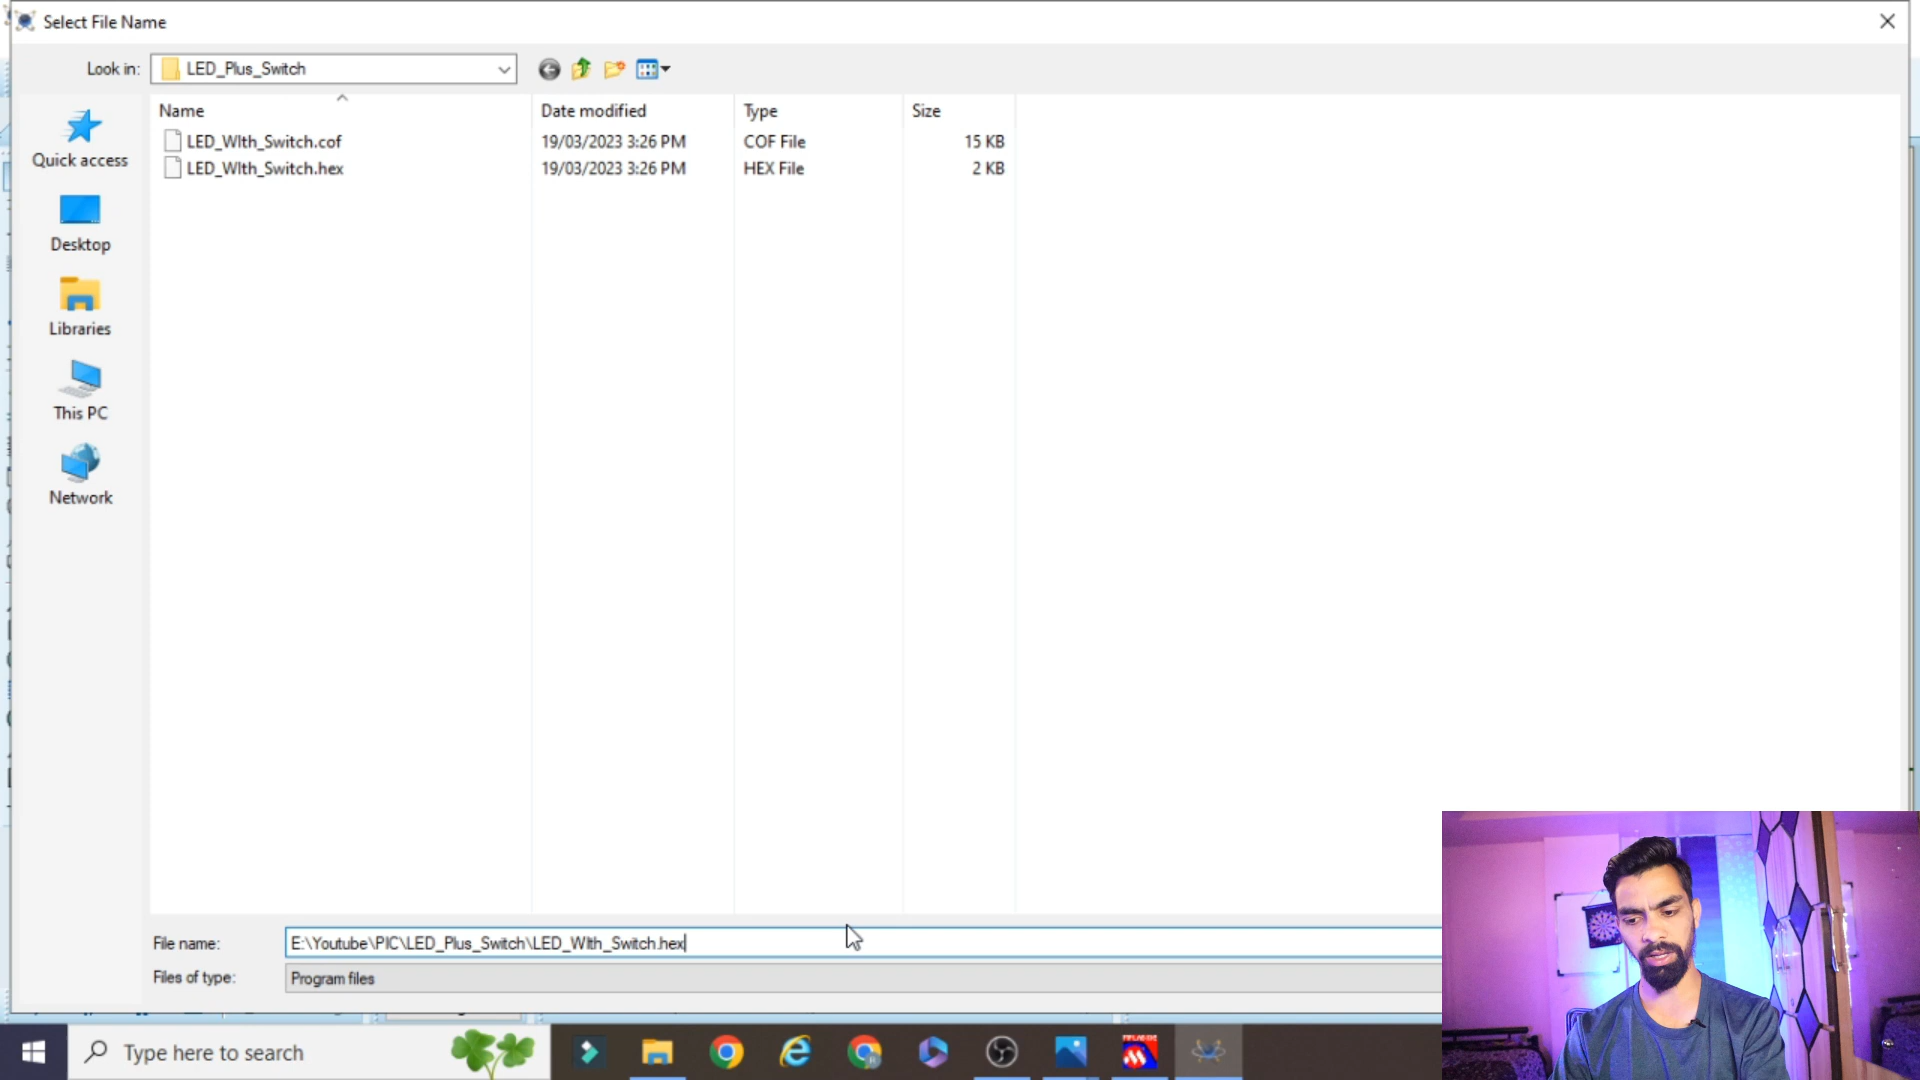 Select File Name
Look in: LED_Plus_Switch
Name Date modified Type Size
LED_WIth_Switch.cof 19/03/2023 3:26 PM COF File 15 KB
LED_WIth_Switch.hex 19/03/2023 3:26 PM HEX File 2 KB
Quick access
Desktop
Libraries
This PC
Network
File name: E:\Youtube\PIC\LED_Plus_Switch\LED_WIth_Switch.hex
Files of type: Program files
Type here to search